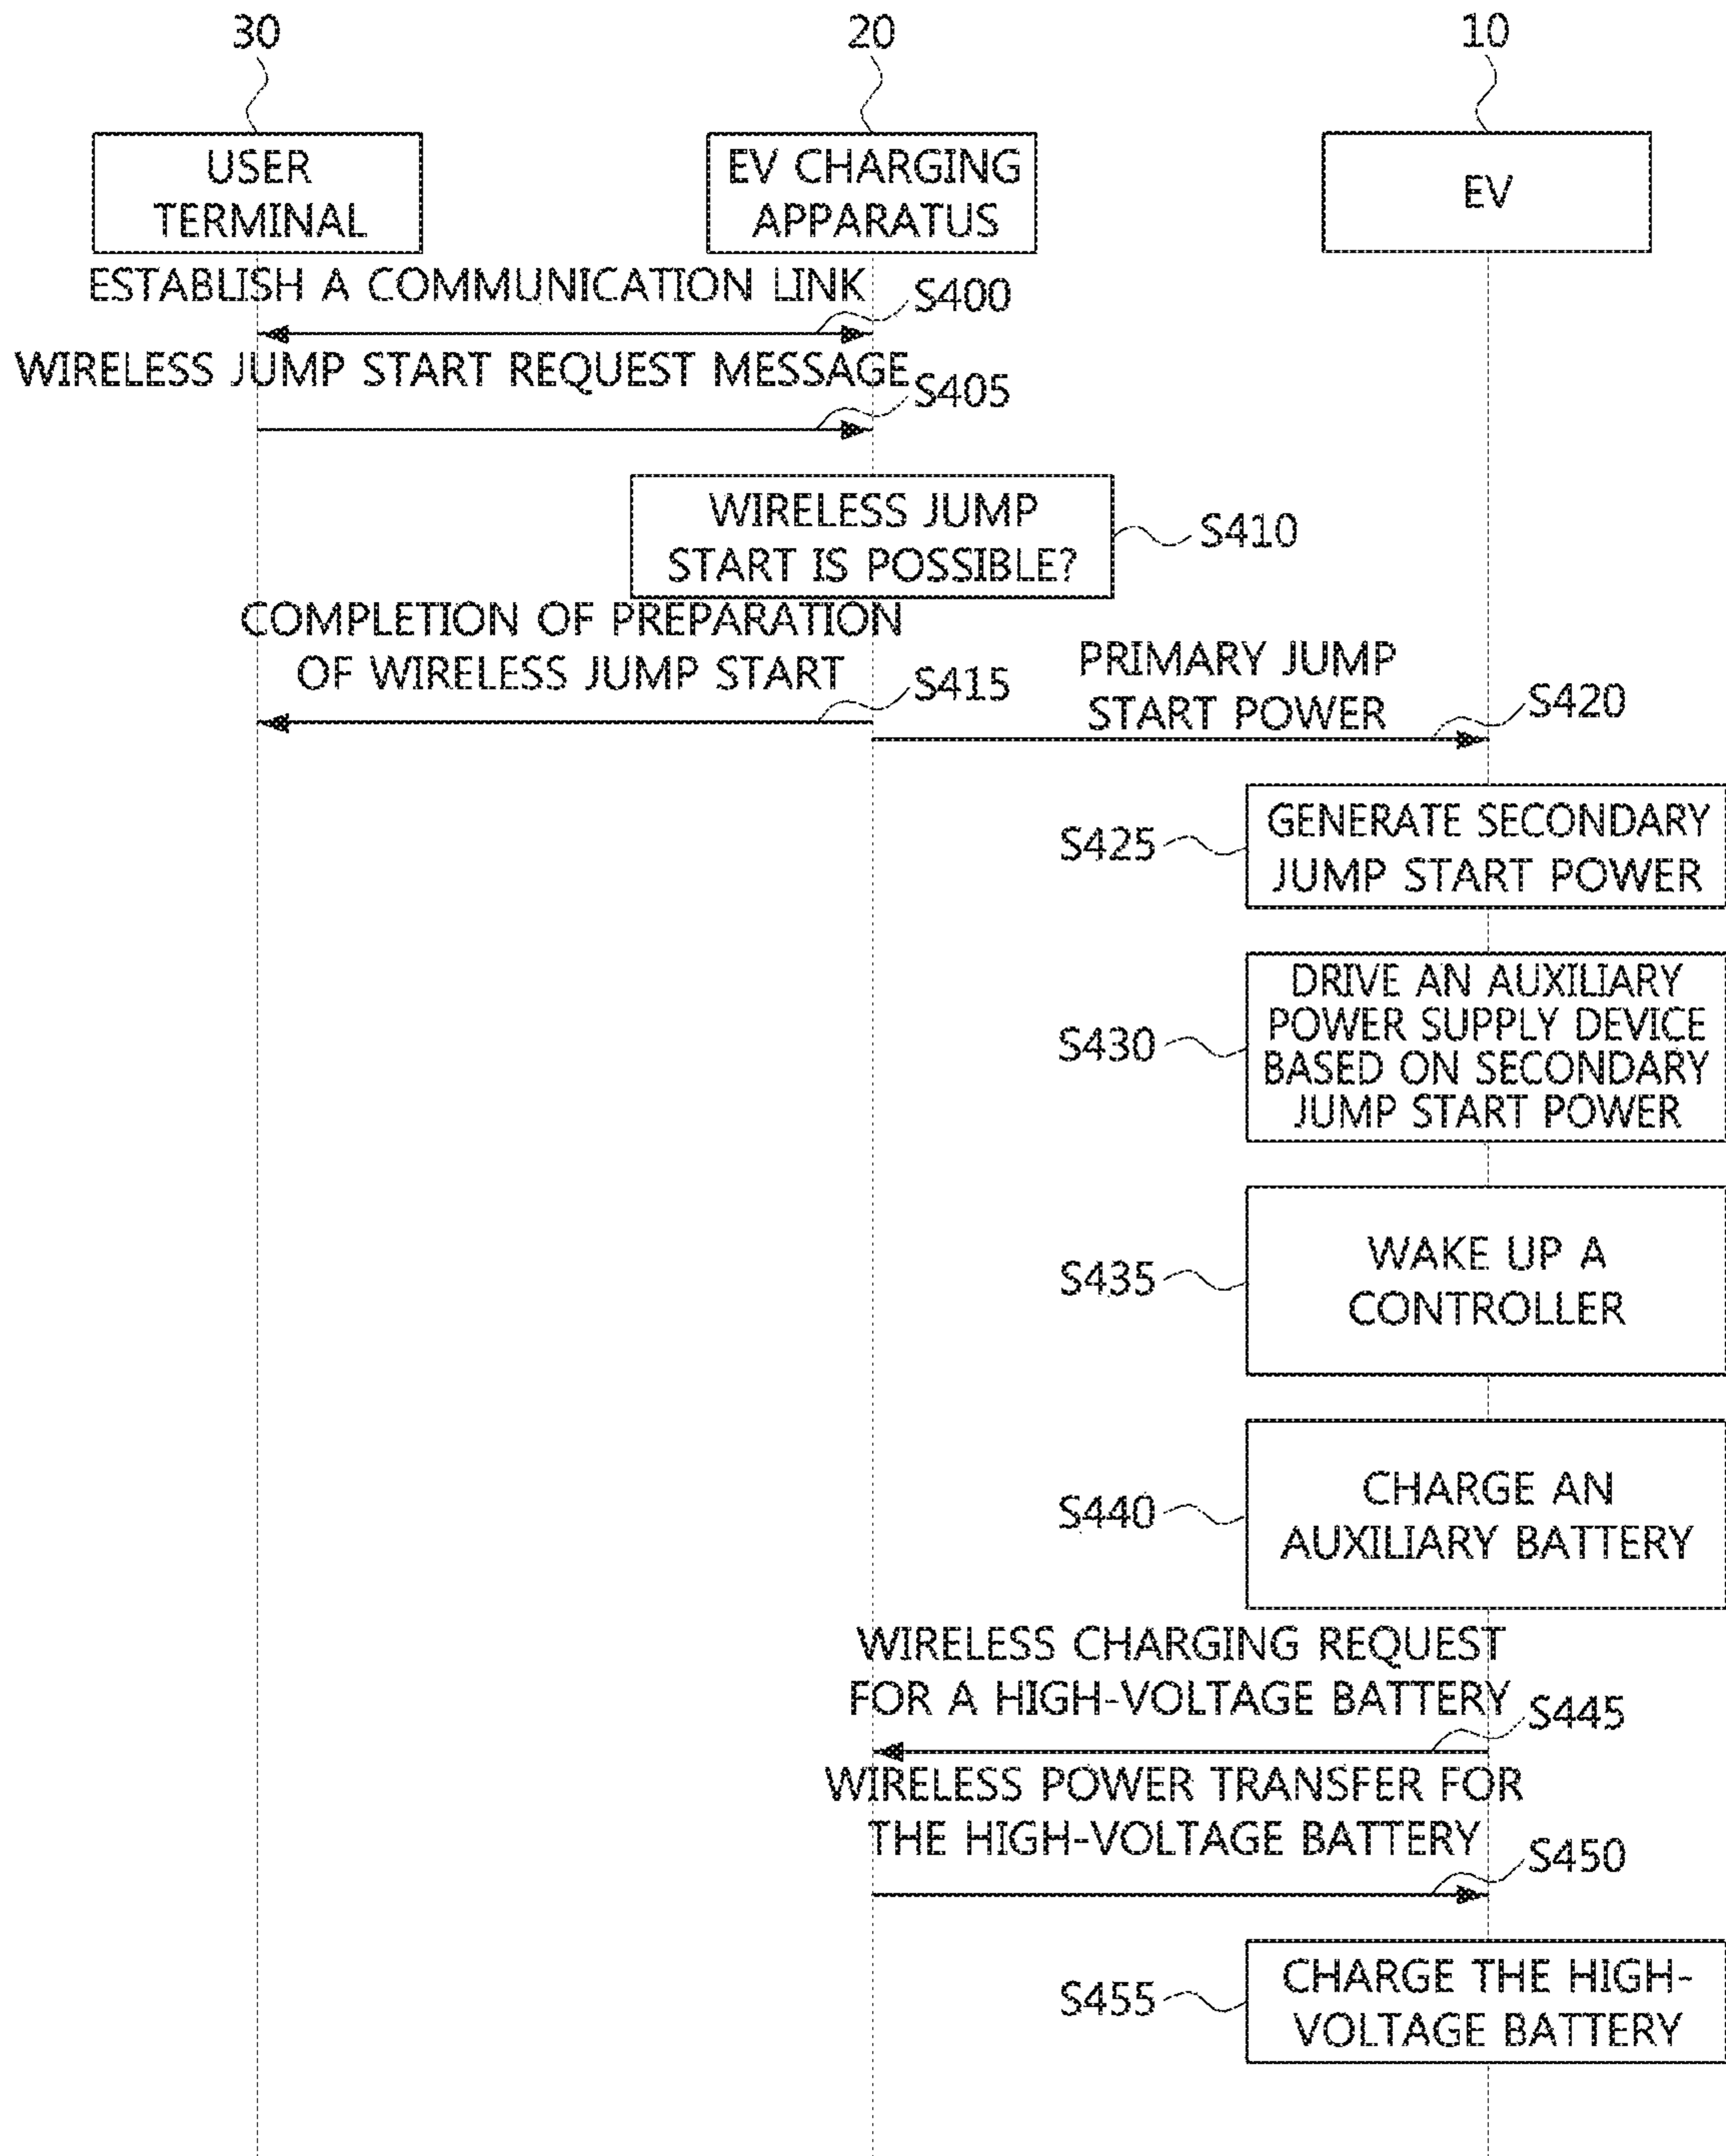 30
20
10
USER
TERMINAL
EV CHARGING
APPARATUS
EV
ESTABLISH A COMMUNICATION LINK
S400
WIRELESS JUMP START REQUEST MESSAGE
S405
WIRELESS JUMP
START IS POSSIBLE?
S410
COMPLETION OF PREPARATION
OF WIRELESS JUMP START
S415
PRIMARY JUMP
START POWER
S420
S425
GENERATE SECONDARY
JUMP START POWER
S430
DRIVE AN AUXILIARY
POWER SUPPLY DEVICE
BASED ON SECONDARY
JUMP START POWER
S435
WAKE UP A
CONTROLLER
S440
CHARGE AN
AUXILIARY BATTERY
WIRELESS CHARGING REQUEST
FOR A HIGH-VOLTAGE BATTERY
S445
WIRELESS POWER TRANSFER FOR
THE HIGH-VOLTAGE BATTERY
S450
S455
CHARGE THE HIGH-
VOLTAGE BATTERY